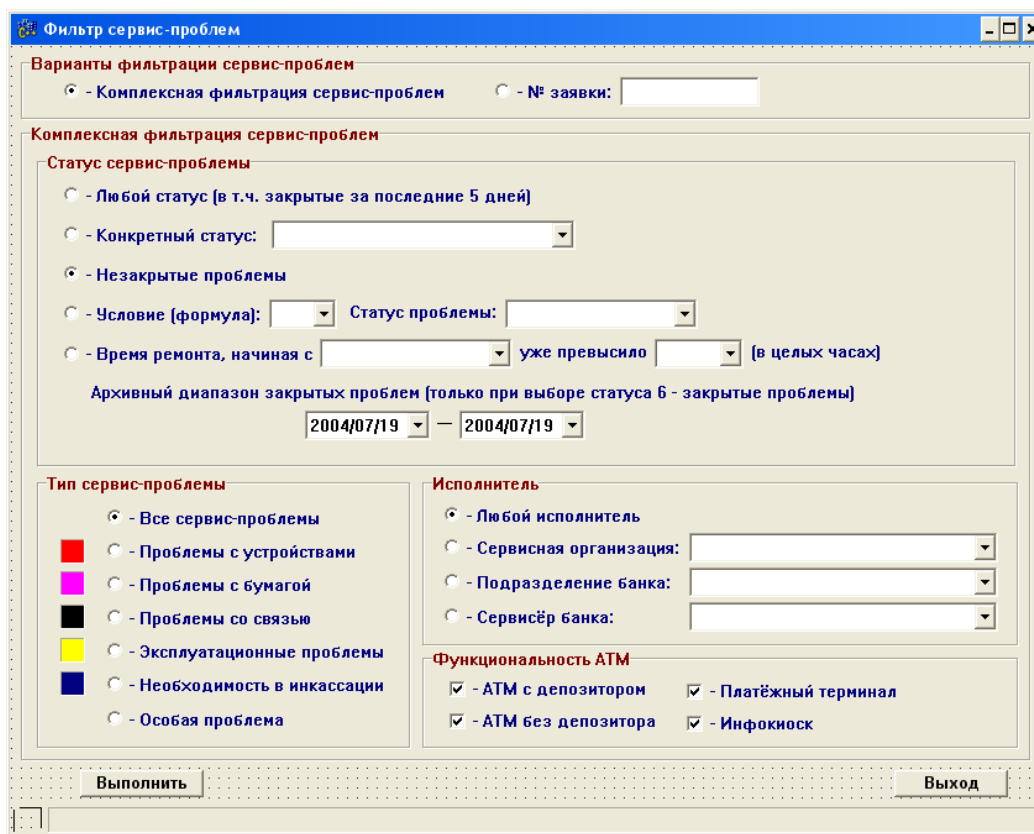 Фильтр сервис-проблем
Варианты фильтрации сервис-проблем
- Комплексная фильтрация сервис-проблем - № заявки:
Комплексная фильтрация сервис-проблем
Статус сервис-проблемы
- Любой статус (в т.ч. закрытые за последние 5 дней)
- Конкретный статус:
- Незакрытые проблемы
- Условие (формула): Статус проблемы:
- Время ремонта, начиная с уже превысило (в целых часах)
Архивный диапазон закрытых проблем (только при выборе статуса 6 - закрытые проблемы)
2004/07/19 — 2004/07/19
Тип сервис-проблемы
- Все сервис-проблемы
- Проблемы с устройствами
- Проблемы с бумагой
- Проблемы со связью
- Эксплуатационные проблемы
- Необходимость в инкассации
- Особая проблема
Исполнитель
- Любой исполнитель
- Сервисная организация:
- Подразделение банка:
- Сервисёр банка:
Функциональность АТМ
- АТМ с депозитором - Платёжный терминал
- АТМ без депозитора - Инфокиоск
Выполнить Выход